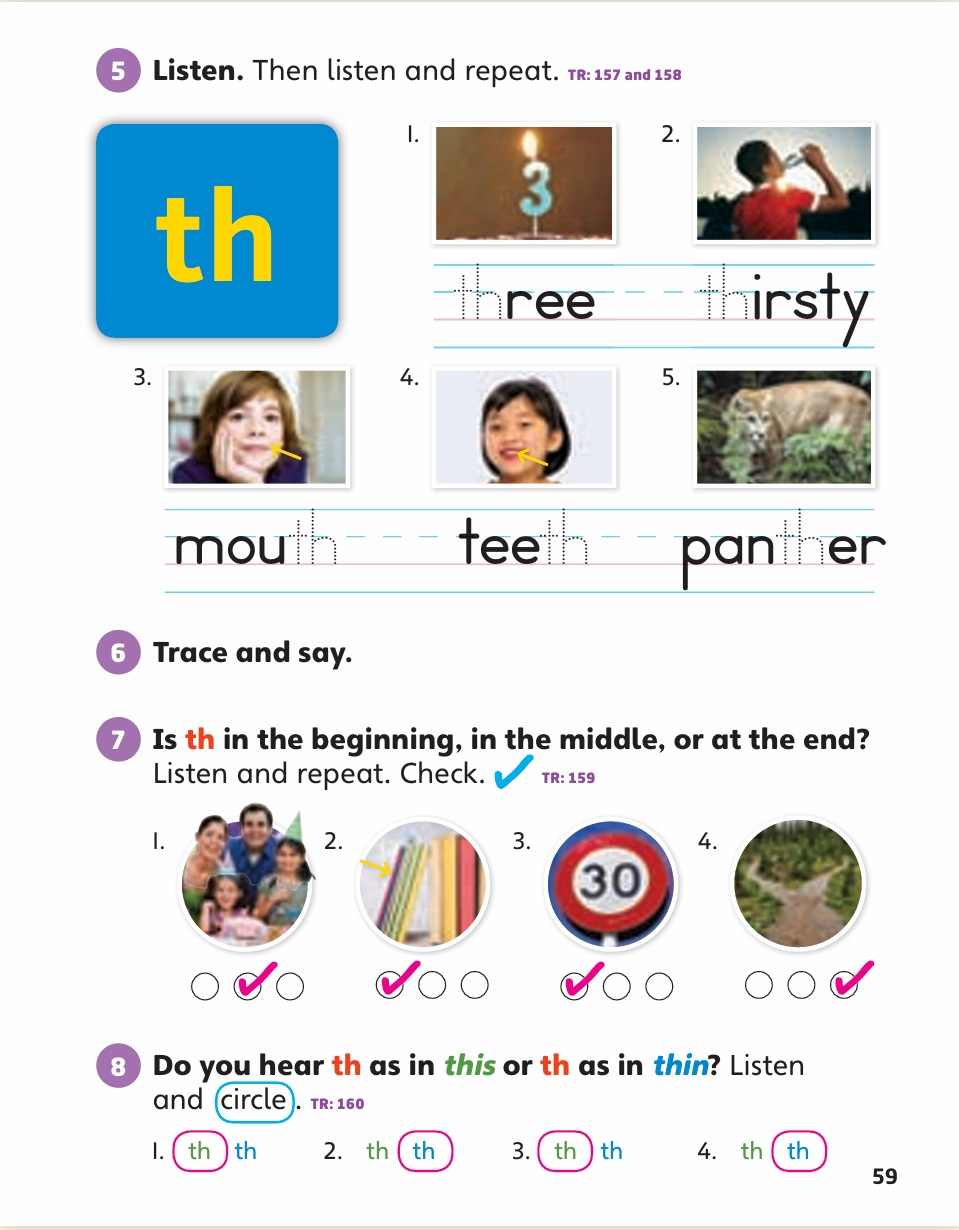 5 Listen. Then listen and repeat. TR: 157 and 158
th
1.
3
2.
three
thirsty
3.
4.
5.
mouth
teeth
panther
6 Trace and say.
7 Is th in the beginning, in the middle, or at the end?
Listen and repeat. Check. TR: 159
1.
2.
3.
30
4.
8 Do you hear th as in this or th as in thin? Listen
and circle. TR: 160
1. th th
2. th th
3. th th
4. th th
59